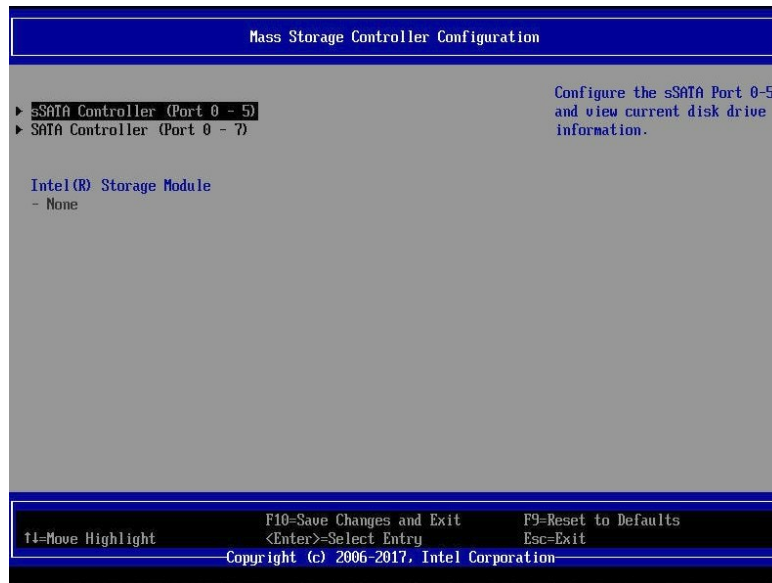 Mass Storage Controller Configuration
▶ sSATA Controller (Port 0 - 5)
▶ SATA Controller (Port 0 - 7)
Intel(R) Storage Module
- None
Configure the sSATA Port 0-5
and view current disk drive
information.
F10=Save Changes and Exit F9=Reset to Defaults
↑↓=Move Highlight <Enter>=Select Entry Esc=Exit
Copyright (c) 2006-2017, Intel Corporation